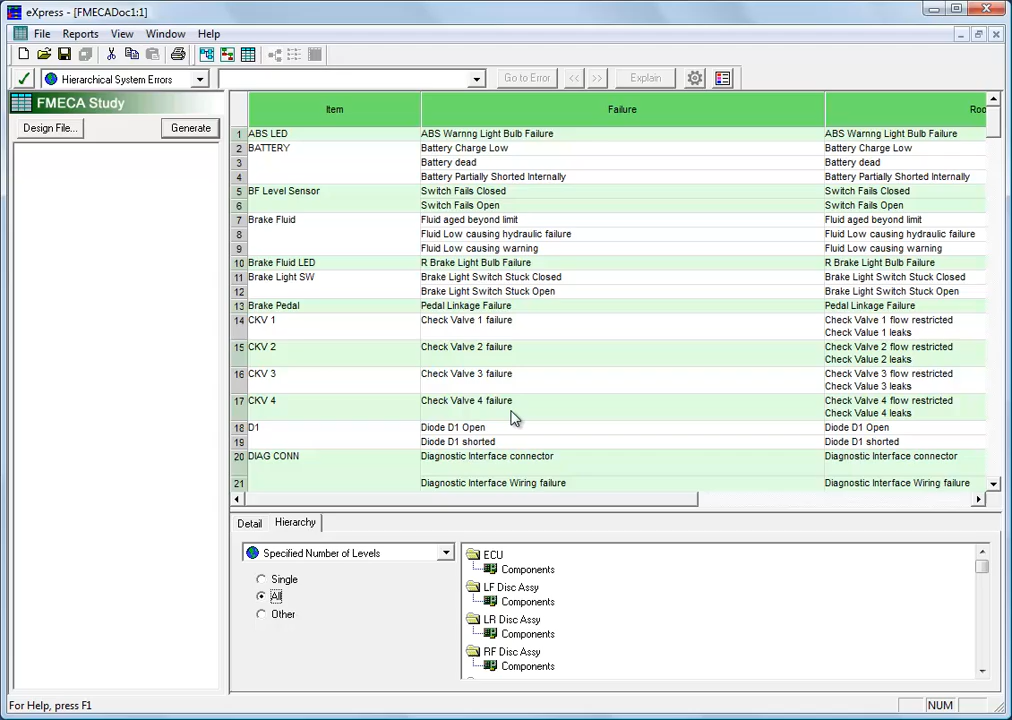 eXpress - [FMECADoc1:1]
File Reports View Window Help
Hierarchical System Errors Go to Error << >> Explain
FMECA Study
Design File... Generate
Item Failure Roo
1 ABS LED ABS Warnng Light Bulb Failure ABS Warnng Light Bulb Failure
2 BATTERY Battery Charge Low Battery Charge Low
3 Battery dead Battery dead
4 Battery Partially Shorted Internally Battery Partially Shorted Internally
5 BF Level Sensor Switch Fails Closed Switch Fails Closed
6 Switch Fails Open Switch Fails Open
7 Brake Fluid Fluid aged beyond limit Fluid aged beyond limit
8 Fluid Low causing hydraulic failure Fluid Low causing hydraulic failure
9 Fluid Low causing warning Fluid Low causing warning
10 Brake Fluid LED R Brake Light Bulb Failure R Brake Light Bulb Failure
11 Brake Light SW Brake Light Switch Stuck Closed Brake Light Switch Stuck Closed
12 Brake Light Switch Stuck Open Brake Light Switch Stuck Open
13 Brake Pedal Pedal Linkage Failure Pedal Linkage Failure
14 CKV 1 Check Valve 1 failure Check Valve 1 flow restricted
Check Value 1 leaks
15 CKV 2 Check Valve 2 failure Check Valve 2 flow restricted
Check Value 2 leaks
16 CKV 3 Check Valve 3 failure Check Valve 3 flow restricted
Check Valve 3 leaks
17 CKV 4 Check Valve 4 failure Check Valve 4 flow restricted
Check Valve 4 leaks
18 D1 Diode D1 Open Diode D1 Open
19 Diode D1 shorted Diode D1 shorted
20 DIAG CONN Diagnostic Interface connector Diagnostic Interface connector
21 Diagnostic Interface Wiring failure Diagnostic Interface Wiring failure
Detail Hierarchy
Specified Number of Levels
Single
All
Other
ECU
Components
LF Disc Assy
Components
LR Disc Assy
Components
RF Disc Assy
Components
For Help, press F1 NUM